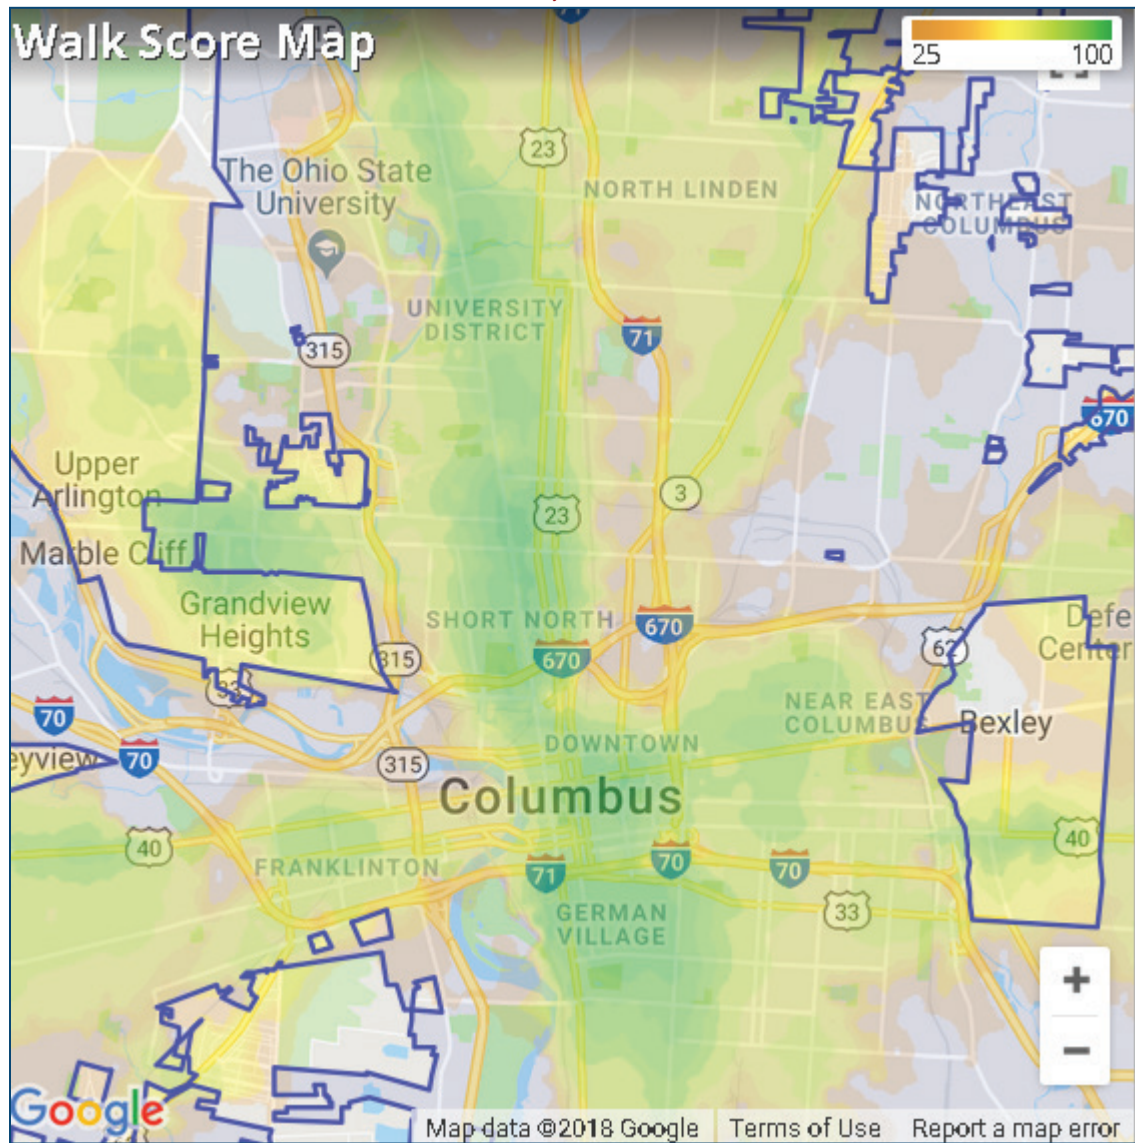 Walk Score Map
25 100
71
315
The Ohio State
University
23
NORTH LINDEN
NORTHEAST
COLUMBUS
UNIVERSITY
DISTRICT
315
71
670
Upper
Arlington
3
23
Marble Cliff
Grandview
Heights
SHORT NORTH
670
Defe
Center
62
315
670
33
70
NEAR EAST
COLUMBUS
Bexley
DOWNTOWN
eyview
70
315
Columbus
40
40
FRANKLINTON
71
70
70
33
GERMAN
VILLAGE
+
−
Google
Map data ©2018 Google Terms of Use Report a map error